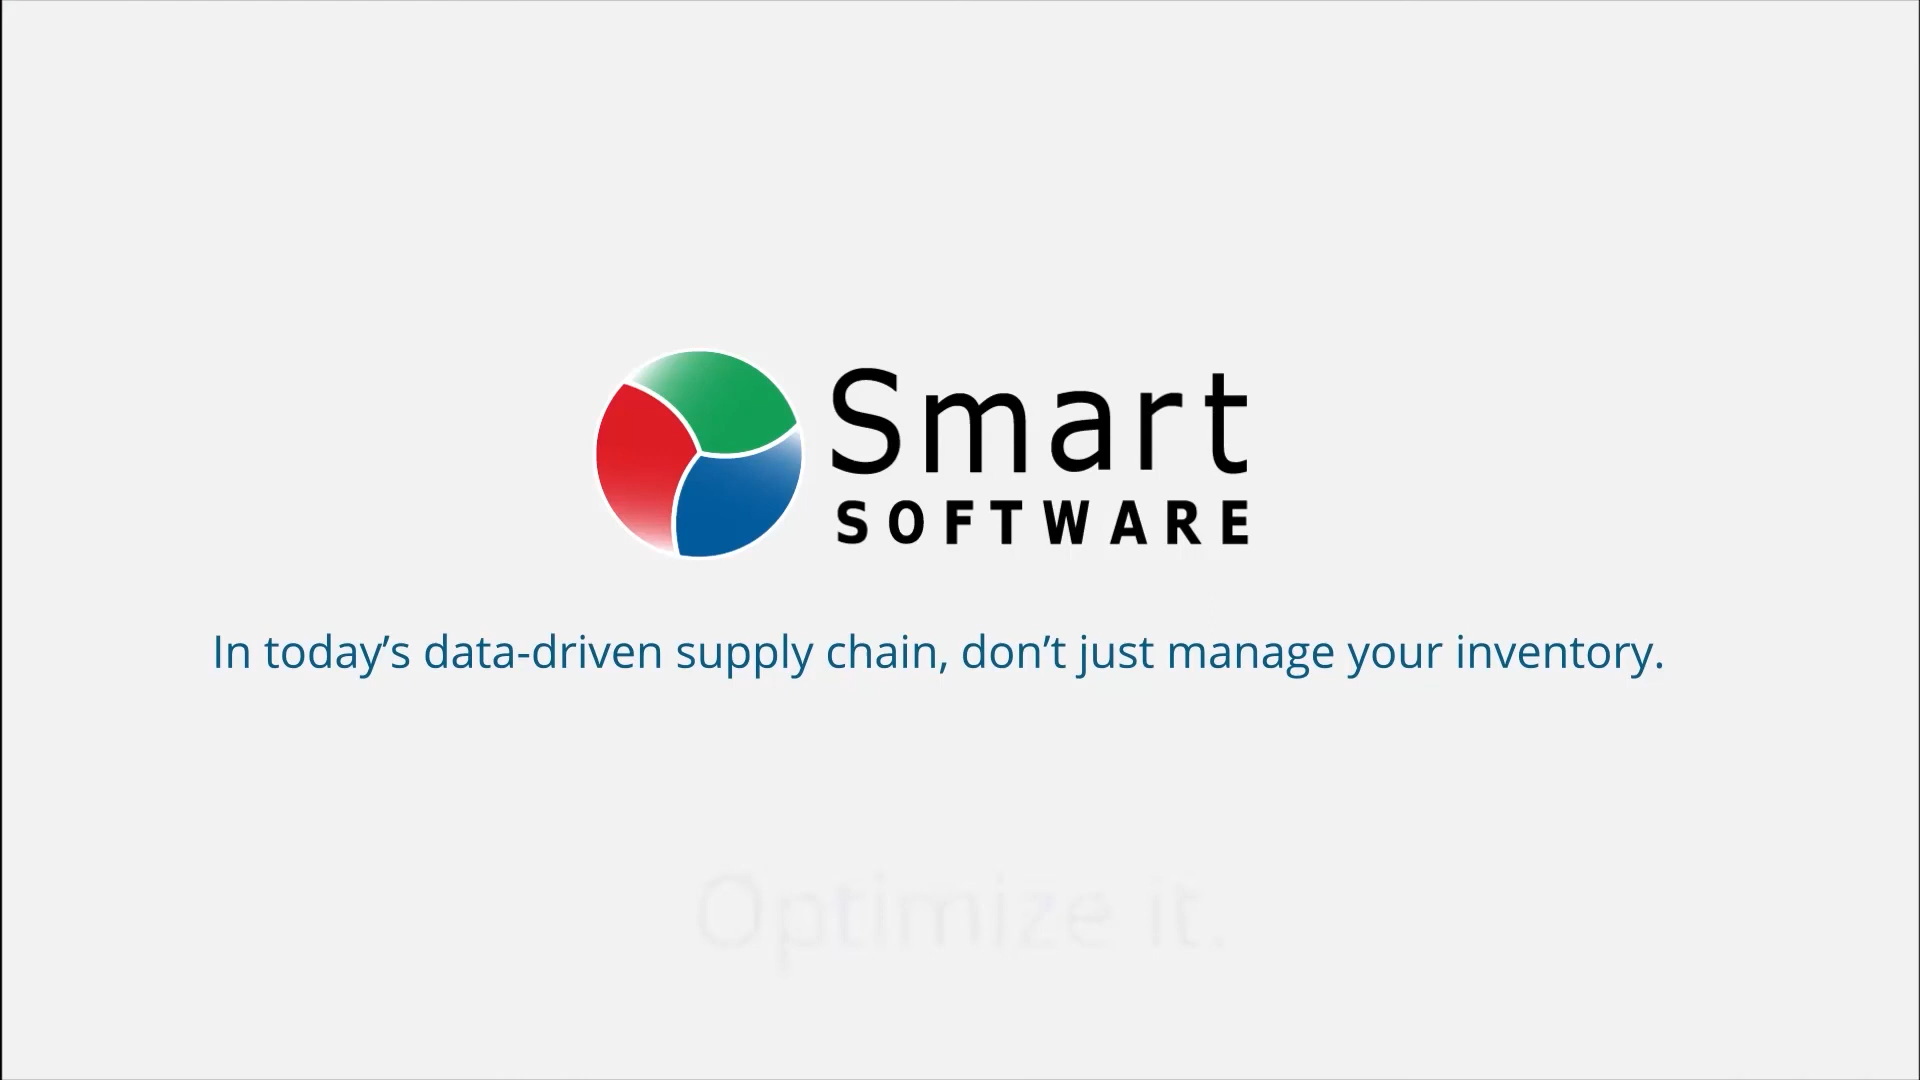 Smart
SOFTWARE
In today’s data-driven supply chain, don’t just manage your inventory.
Optimize it.